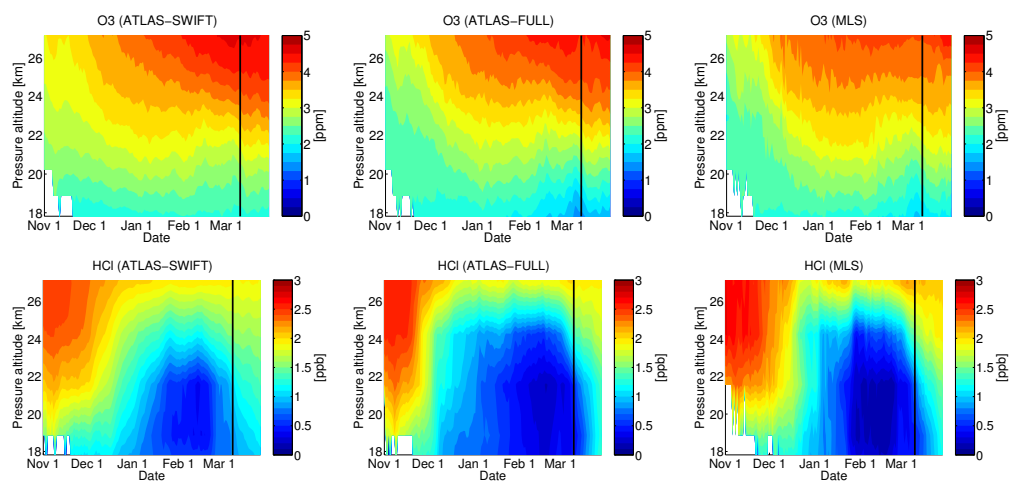 O3 (ATLAS−SWIFT)
Pressure altitude [km]
26
24
22
20
18
Nov 1 Dec 1 Jan 1 Feb 1 Mar 1
Date
5
4
3
2
1
0
[ppm]
O3 (ATLAS−FULL)
Pressure altitude [km]
26
24
22
20
18
Nov 1 Dec 1 Jan 1 Feb 1 Mar 1
Date
5
4
3
2
1
0
[ppm]
O3 (MLS)
Pressure altitude [km]
26
24
22
20
18
Nov 1 Dec 1 Jan 1 Feb 1 Mar 1
Date
5
4
3
2
1
0
[ppm]
HCl (ATLAS−SWIFT)
Pressure altitude [km]
26
24
22
20
18
Nov 1 Dec 1 Jan 1 Feb 1 Mar 1
Date
3
2.5
2
1.5
1
0.5
0
[ppb]
HCl (ATLAS−FULL)
Pressure altitude [km]
26
24
22
20
18
Nov 1 Dec 1 Jan 1 Feb 1 Mar 1
Date
3
2.5
2
1.5
1
0.5
0
[ppb]
HCl (MLS)
Pressure altitude [km]
26
24
22
20
18
Nov 1 Dec 1 Jan 1 Feb 1 Mar 1
Date
3
2.5
2
1.5
1
0.5
0
[ppb]